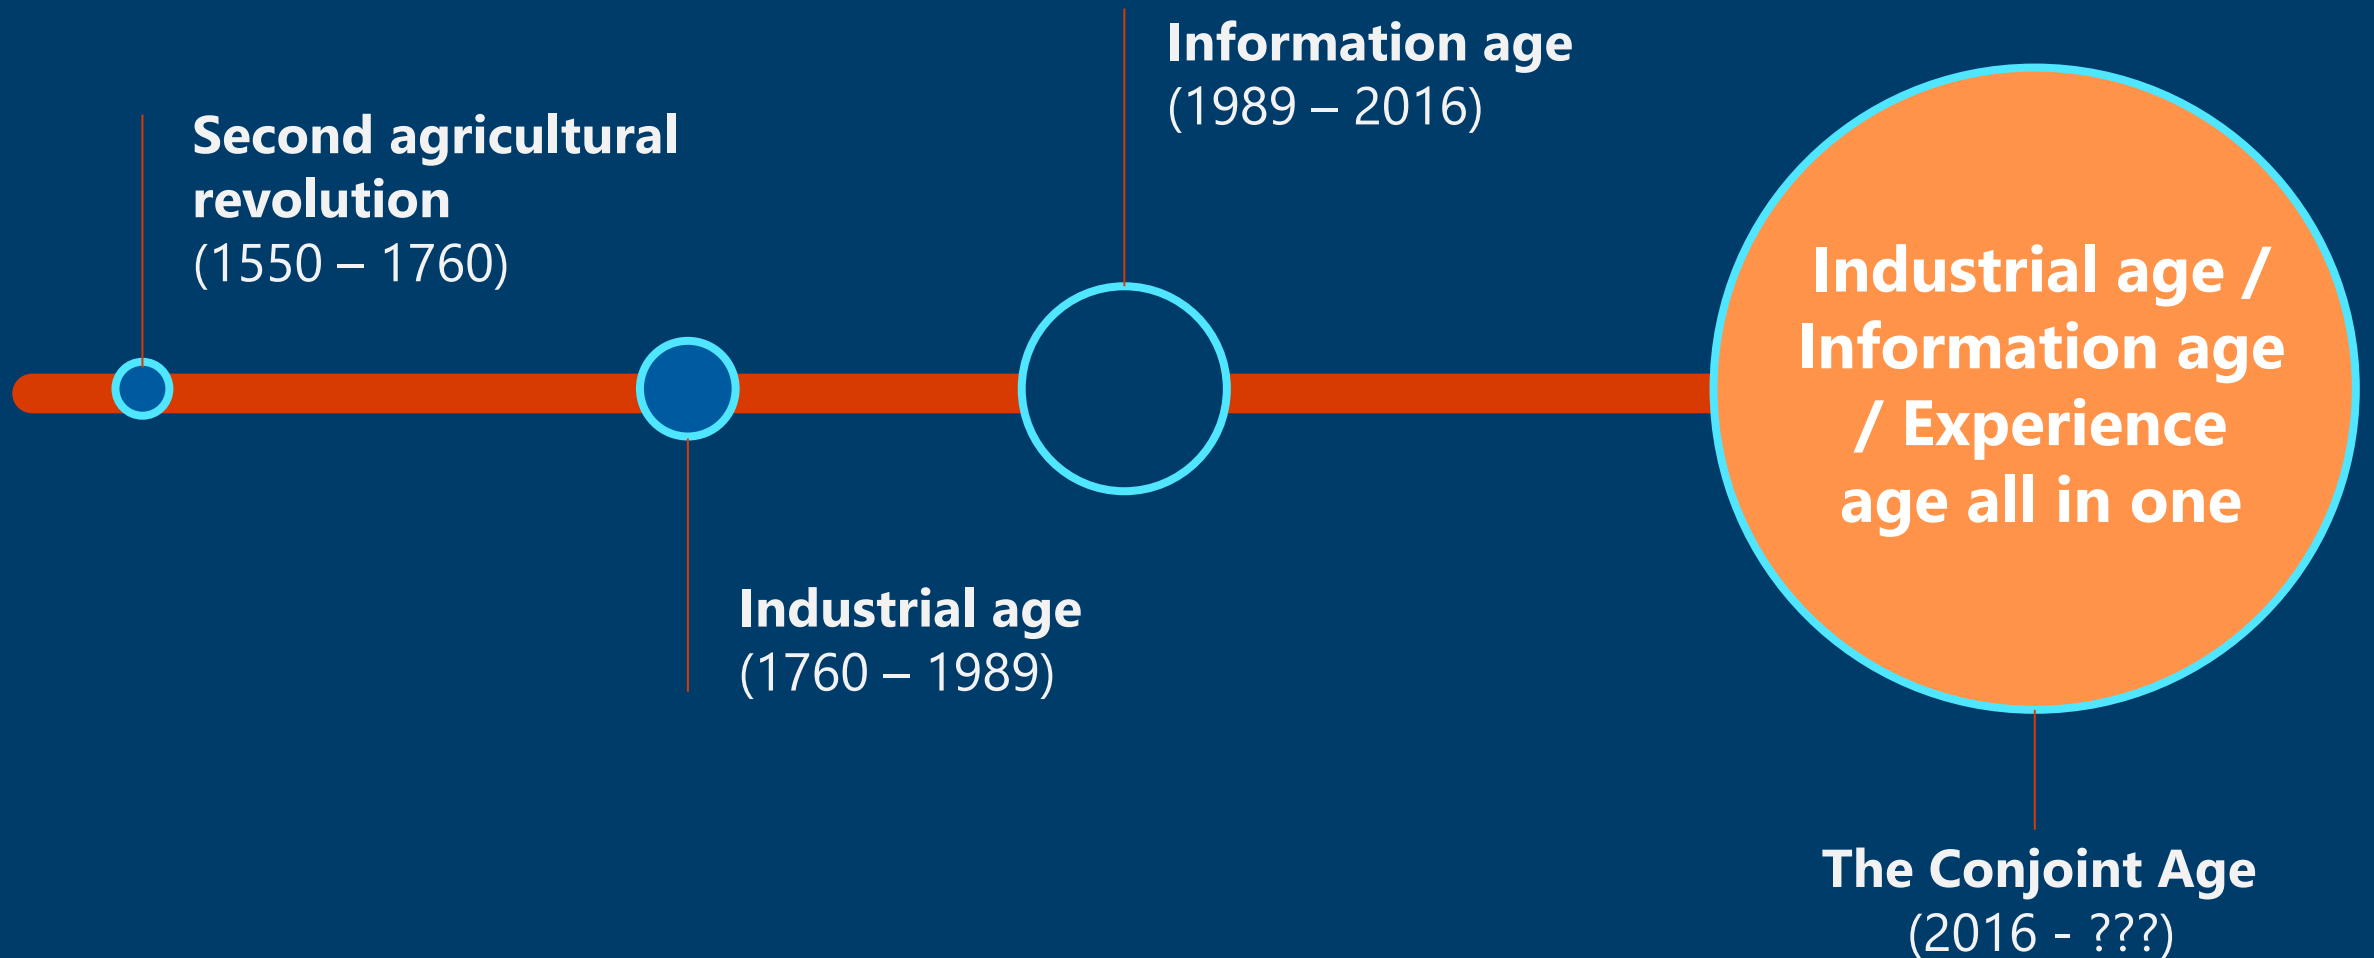 Second agricultural
revolution
(1550 – 1760)
Industrial age
(1760 – 1989)
Information age
(1989 – 2016)
Industrial age /
Information age
/ Experience
age all in one
The Conjoint Age
(2016 - ???)